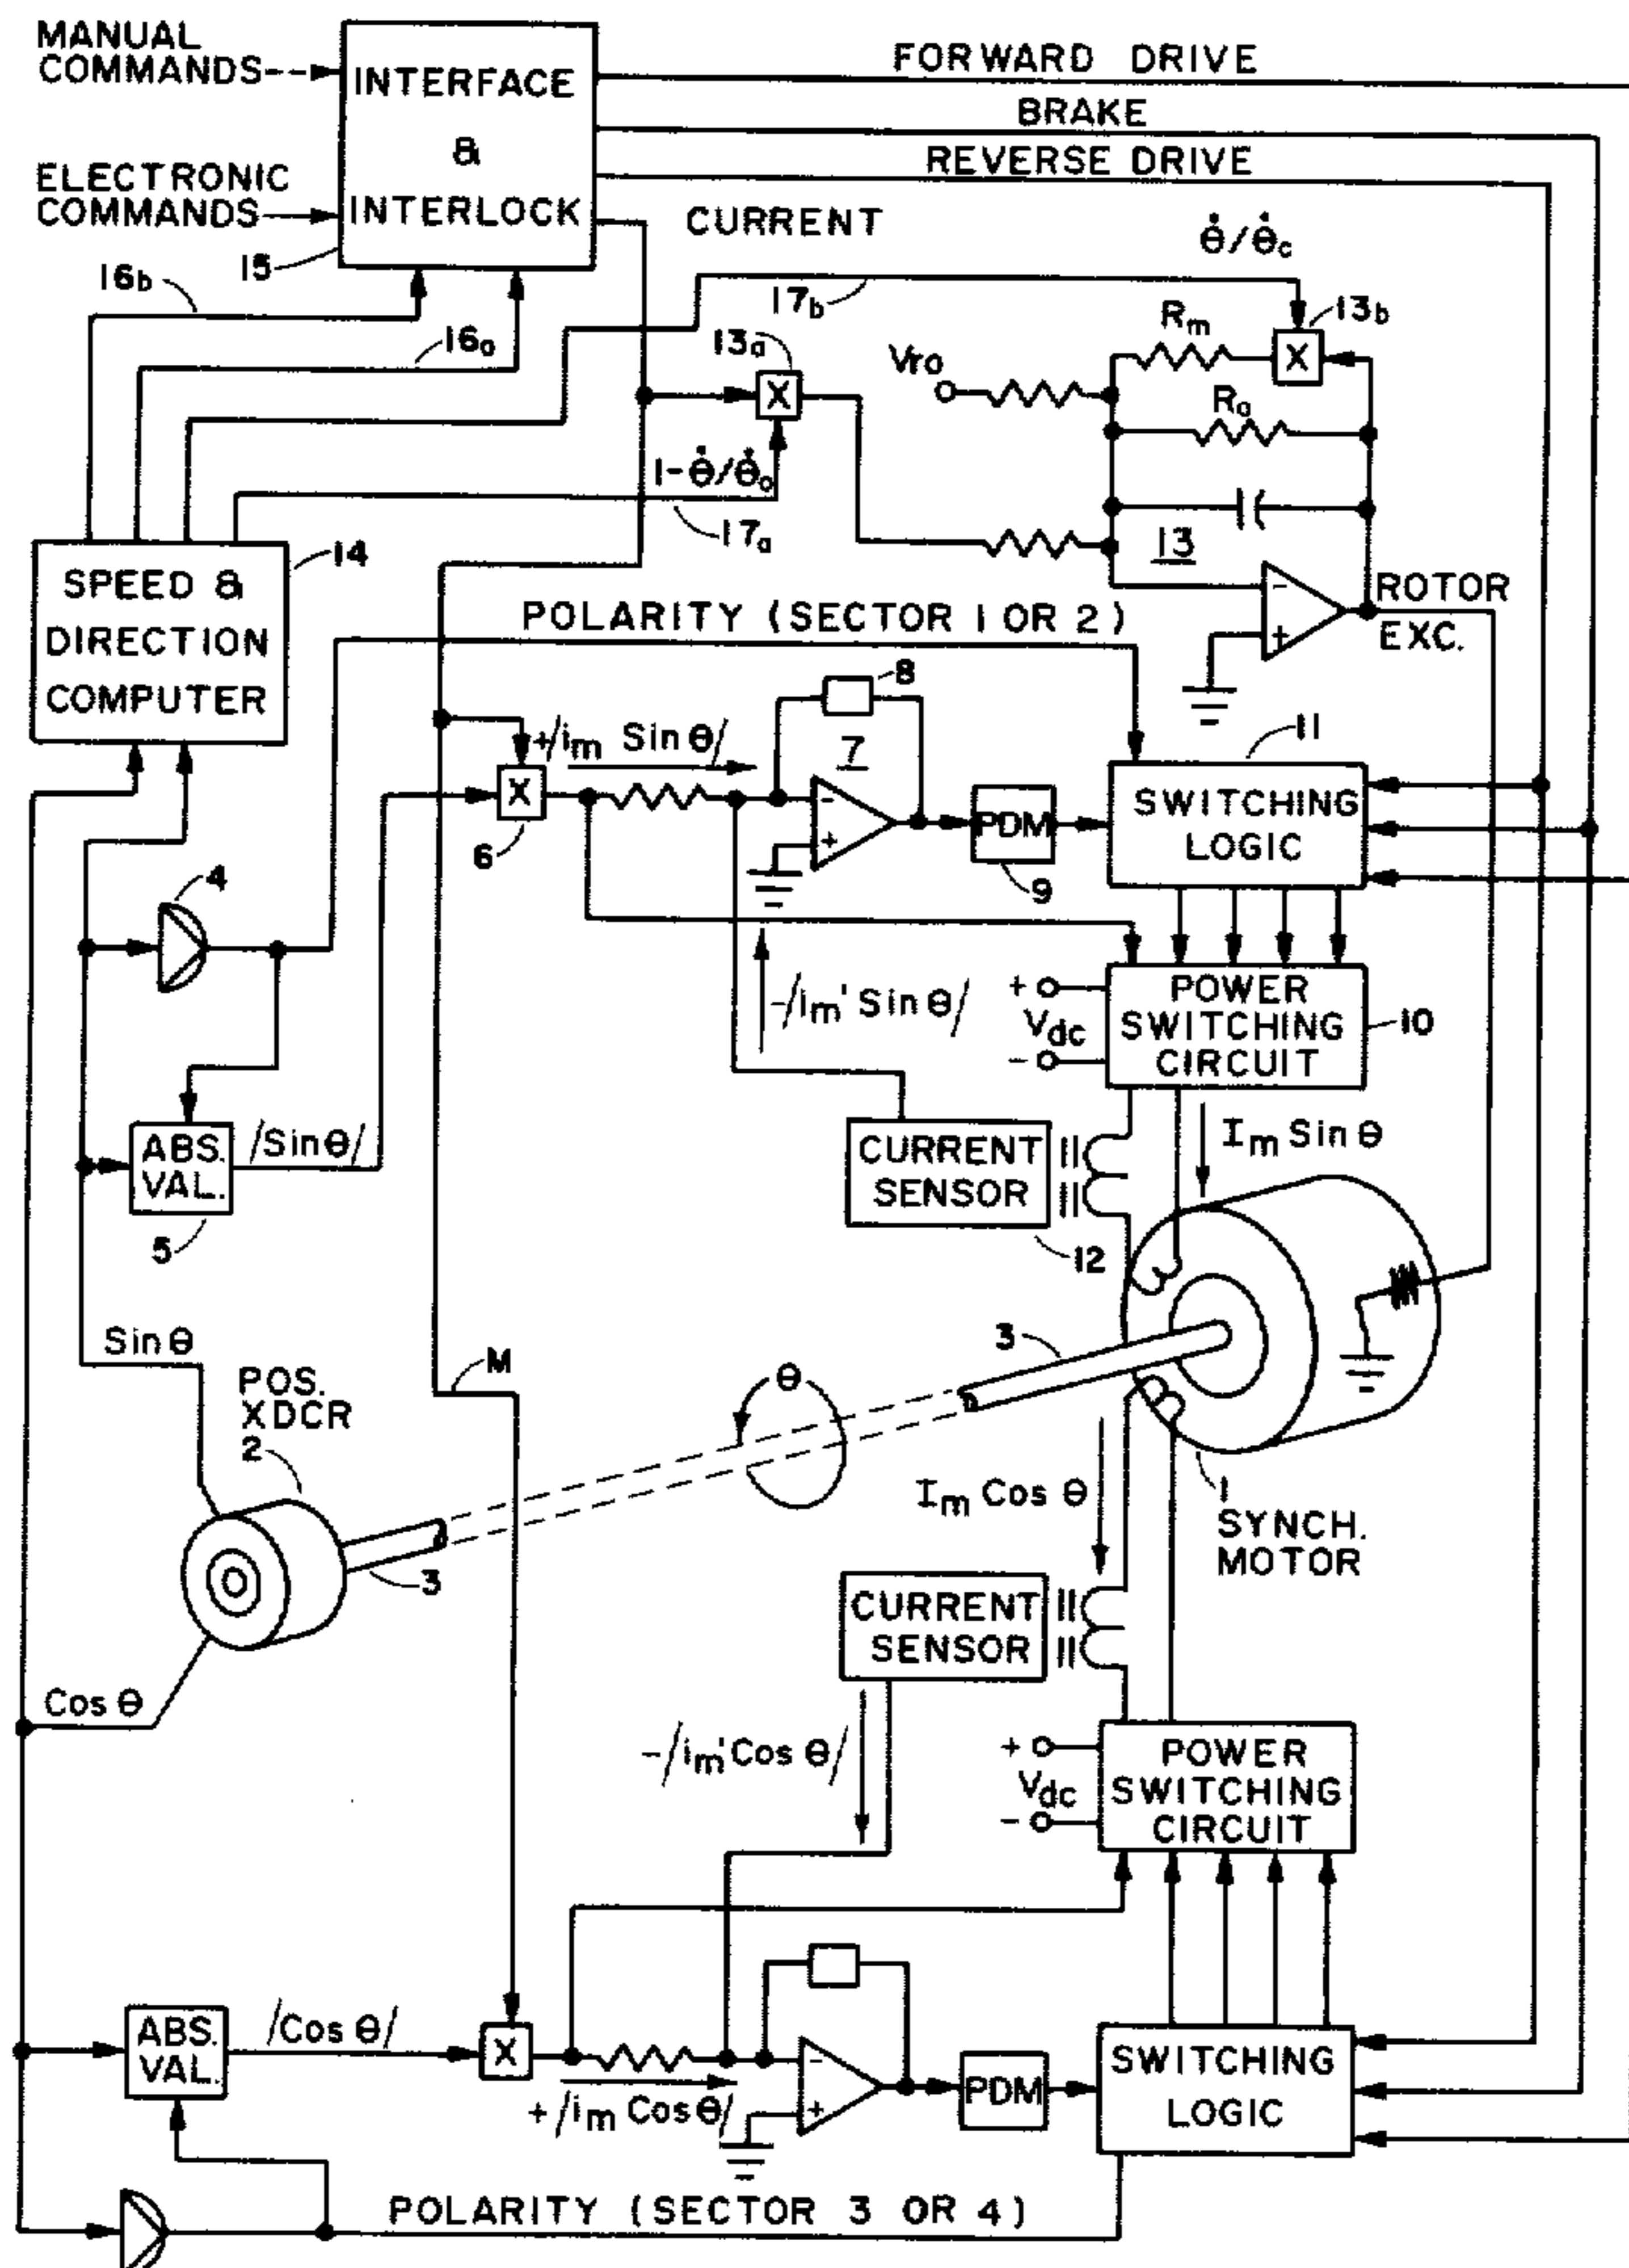 MANUAL
COMMANDS
INTERFACE
&
INTERLOCK
ELECTRONIC
COMMANDS
15
FORWARD DRIVE
BRAKE
REVERSE DRIVE
CURRENT
θ̇/θ̇c
16b
16a
17b
13a
13b
Rm
X
Vro
X
Ro
1-θ̇/θ̇o
17a
13
-
+
ROTOR
EXC.
14
SPEED &
DIRECTION
COMPUTER
POLARITY (SECTOR 1 OR 2)
8
+/im Sin θ/
7
11
X
6
-
+
PDM
9
SWITCHING
LOGIC
4
-/im' Sin θ/
+
Vdc
-
POWER
SWITCHING
CIRCUIT
10
ABS.
VAL.
/Sin θ/
5
CURRENT
SENSOR
12
Im Sin θ
Sin θ
M
θ
3
POS.
XDCR
2
3
Im Cos θ
1
SYNCH.
MOTOR
Cos θ
CURRENT
SENSOR
-/im' Cos θ/
+
Vdc
-
POWER
SWITCHING
CIRCUIT
ABS.
VAL.
/Cos θ/
X
+/im Cos θ/
-
+
PDM
SWITCHING
LOGIC
POLARITY (SECTOR 3 OR 4)